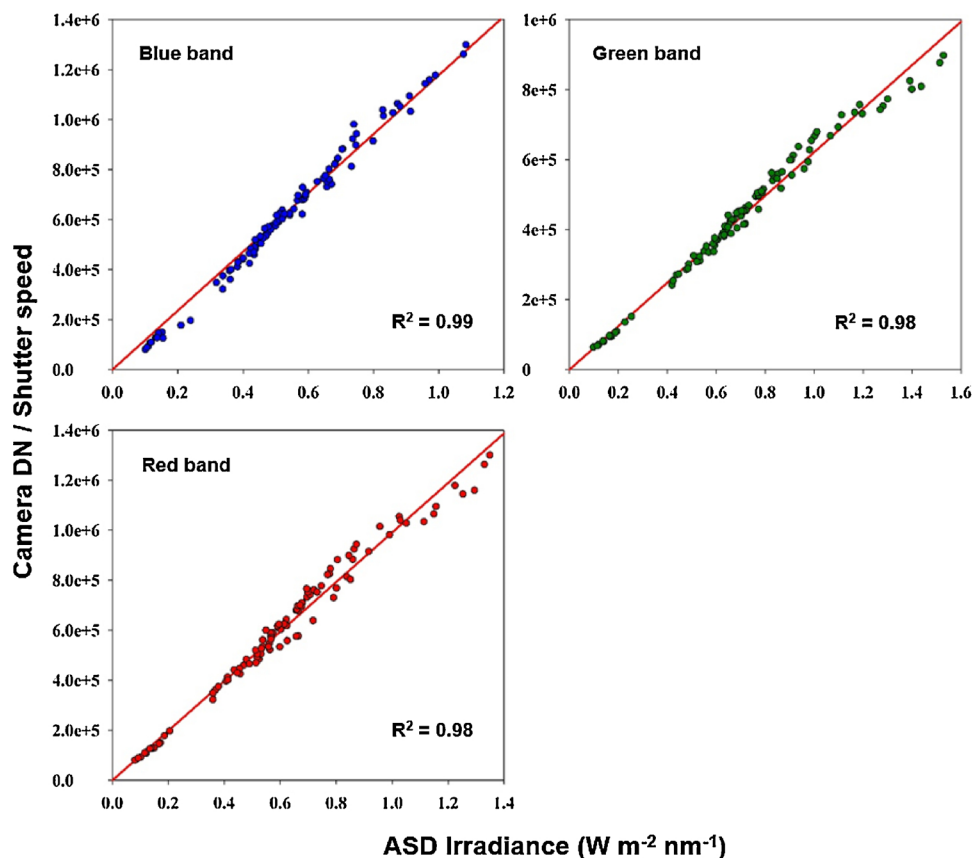 Camera DN / Shutter speed
Blue band
1.4e+6
1.2e+6
1.0e+6
8.0e+5
6.0e+5
4.0e+5
2.0e+5
0.0
R² = 0.99
0.0 0.2 0.4 0.6 0.8 1.0 1.2
Green band
1e+6
8e+5
6e+5
4e+5
2e+5
0
R² = 0.98
0.0 0.2 0.4 0.6 0.8 1.0 1.2 1.4 1.6
Red band
1.4e+6
1.2e+6
1.0e+6
8.0e+5
6.0e+5
4.0e+5
2.0e+5
0.0
R² = 0.98
0.0 0.2 0.4 0.6 0.8 1.0 1.2 1.4
ASD Irradiance (W m⁻² nm⁻¹)